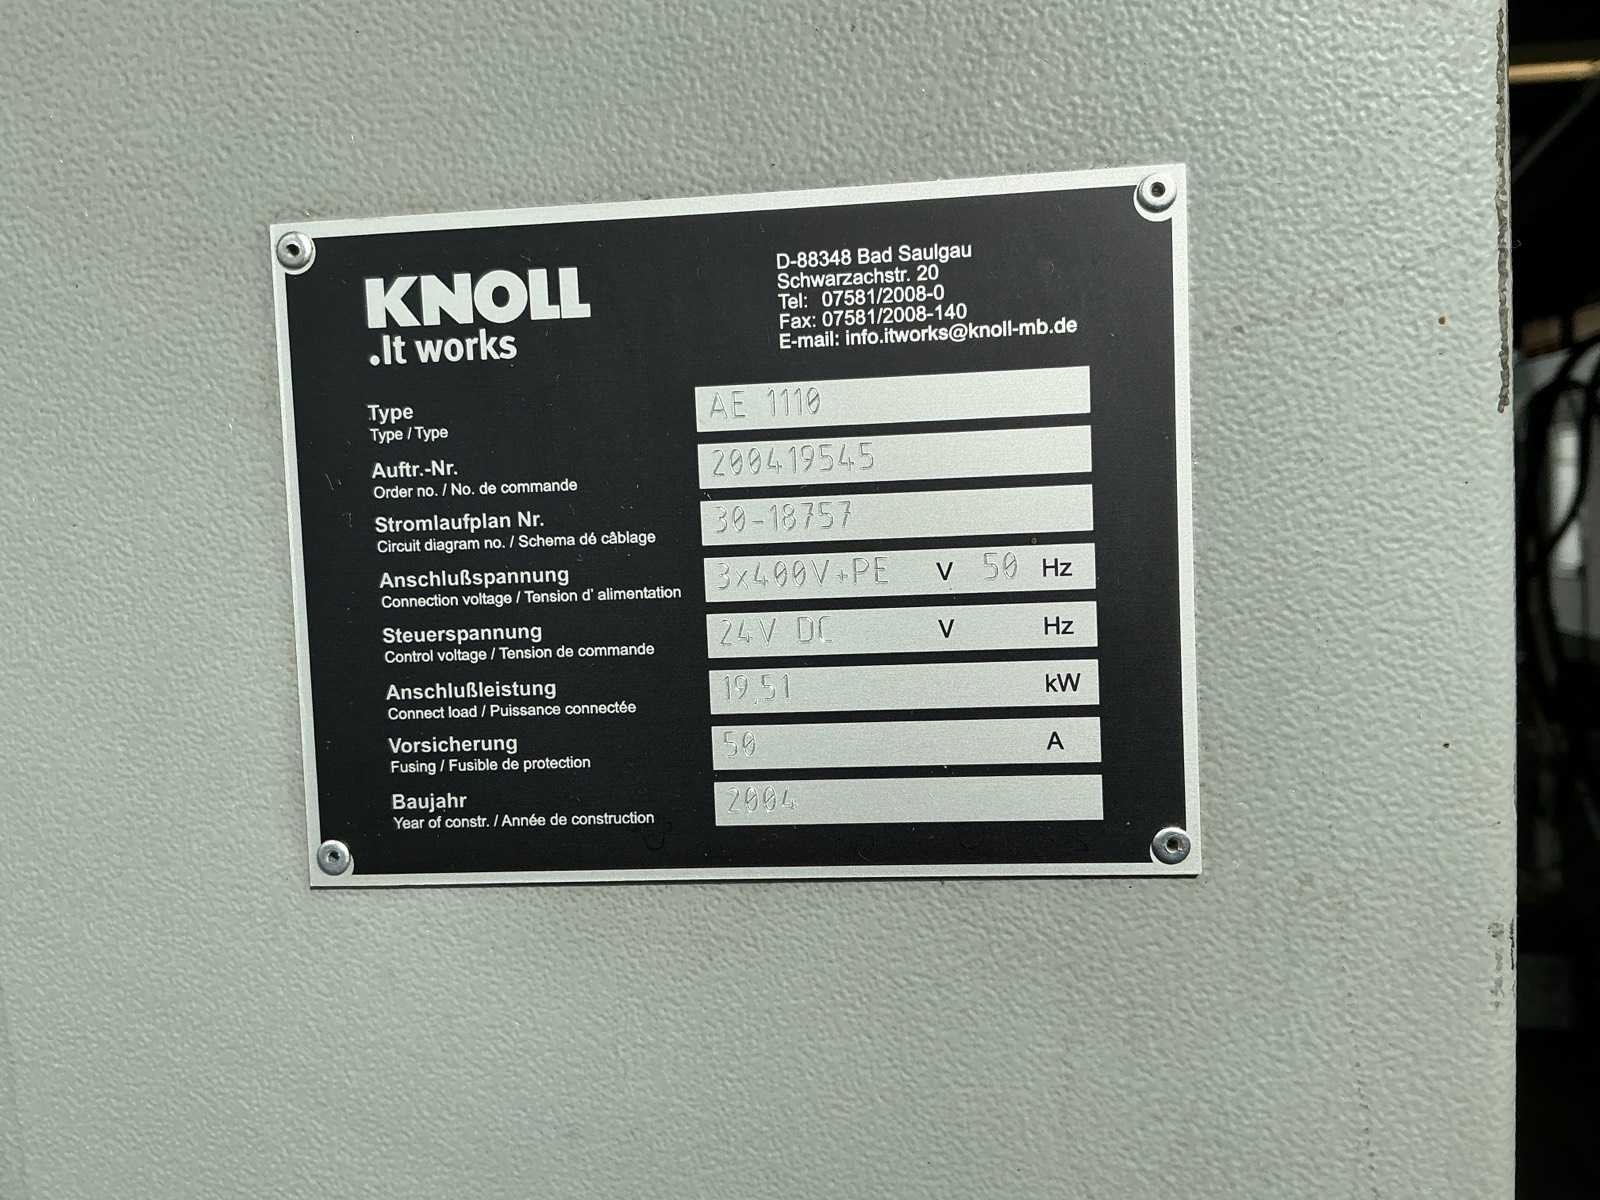 KNOLL
.It works
D-88348 Bad Saulgau
Schwarzachstr. 20
Tel: 07581/2008-0
Fax: 07581/2008-140
E-mail: info.itworks@knoll-mb.de
Type AE 1110
Type / Type
Auftr.-Nr. 200419545
Order no. / No. de commande
Stromlaufplan Nr. 30-18757
Circuit diagram no. / Schema dé câblage
Anschlußspannung 3x400V+PE V 50 Hz
Connection voltage / Tension d' alimentation
Steuerspannung 24V DC V Hz
Control voltage / Tension de commande
Anschlußleistung 19,51 kW
Connect load / Puissance connectée
Vorsicherung 50 A
Fusing / Fusible de protection
Baujahr 2004
Year of constr. / Année de construction